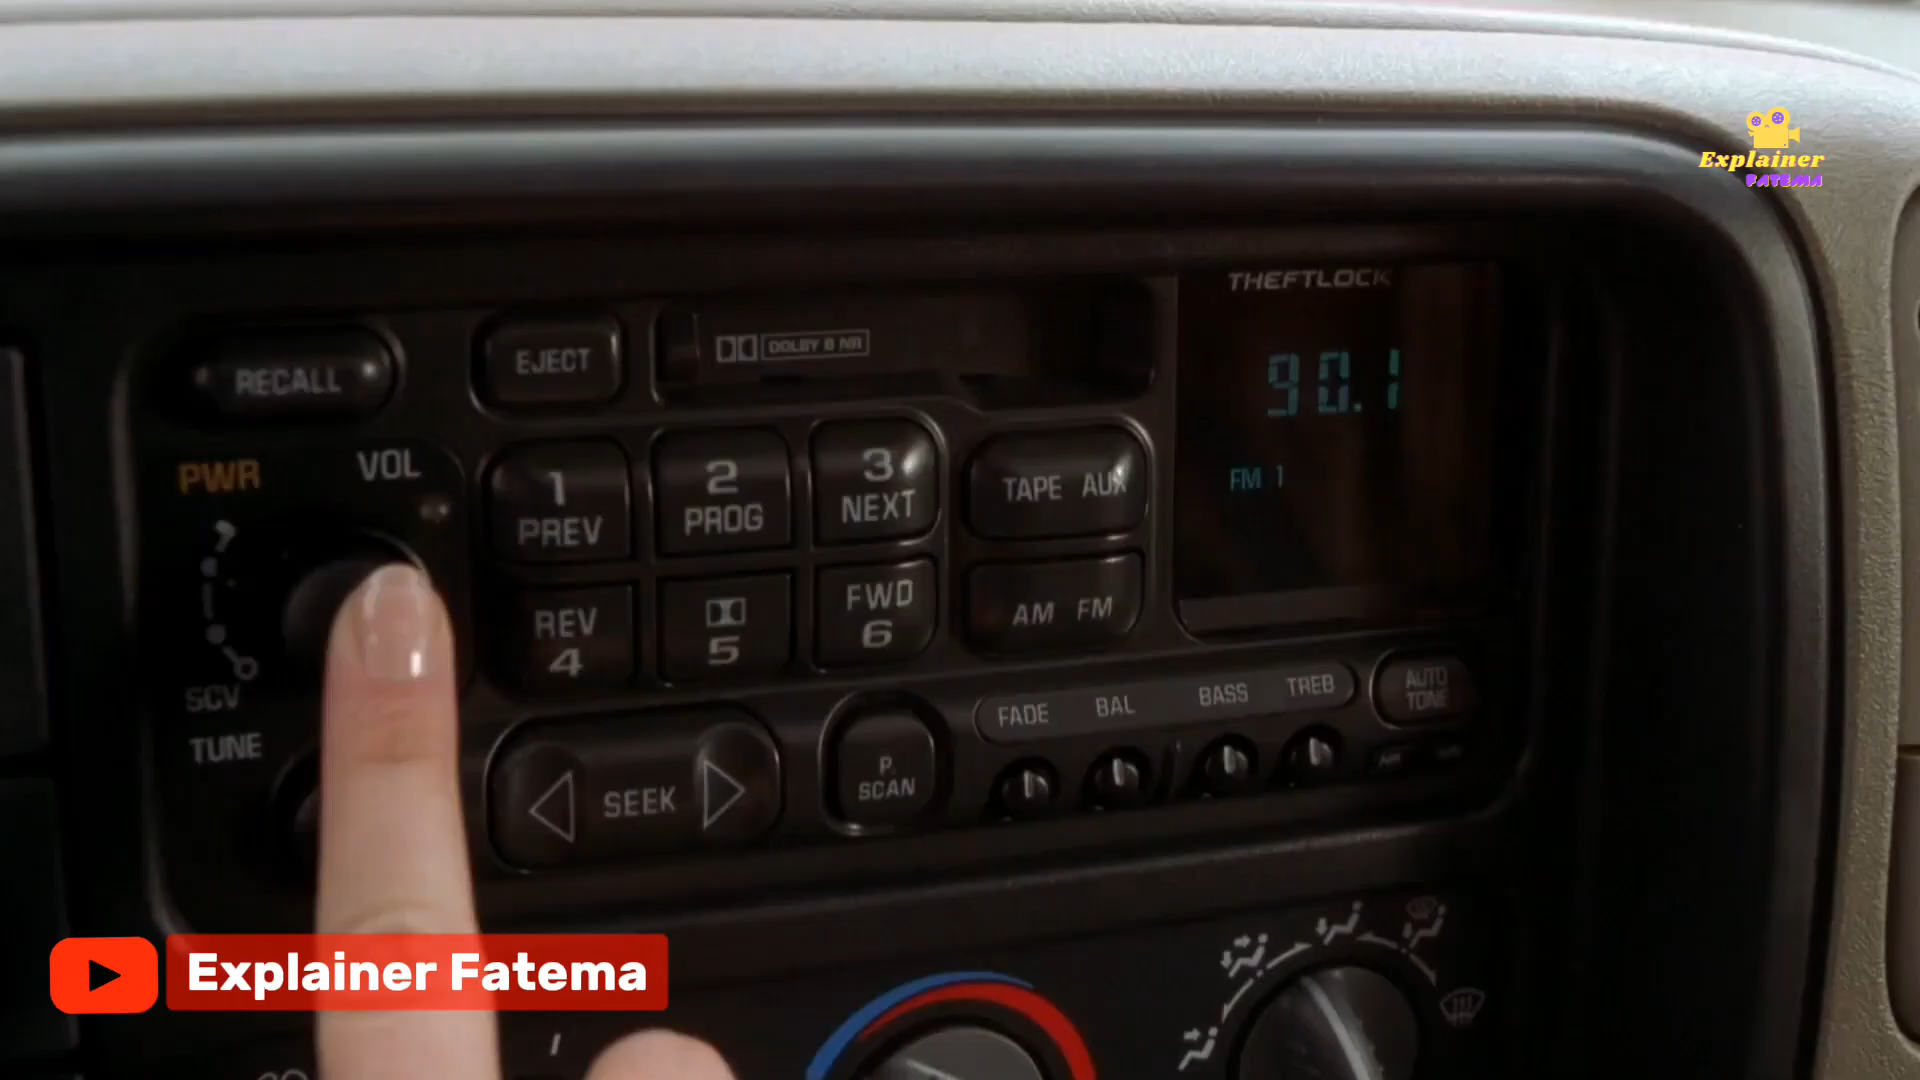 Explainer
FATEMA
THEFTLOCK
DOLBY B NR
90.1
FM 1
RECALL
EJECT
PWR
VOL
1
PREV
2
PROG
3
NEXT
TAPE AUX
REV
4
5
FWD
6
AM FM
SCV
TUNE
SEEK
P.
SCAN
FADE
BAL
BASS
TREB
AUTO
TONE
Explainer Fatema